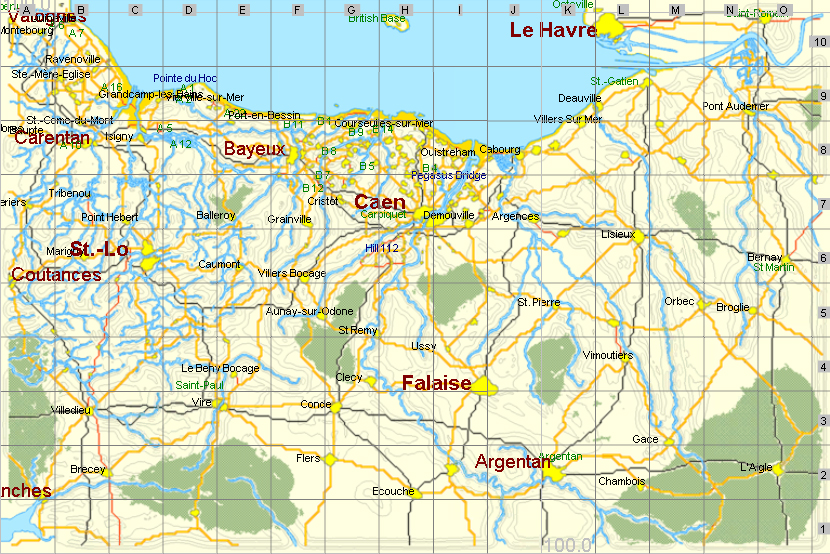 A B C D E F G H I J K L M N O
Valognes
Montebourg
A 7
British Base
Octeville
Le Havre
Saint-Romain
10
Ravenoville
Ste.-Mere-Eglise
Pointe du Hoc
St.-Gatien
A 16
Grandcamp-les-Bains
A 1
Vierville-sur-Mer
Deauville
9
Pont Audemer
St.-Come-du-Mont
A 5
Port-en-Bessin
B 11
B 1
Courseulles-sur-Mer
B 9
B 14
Villers Sur Mer
Carentan
Isigny
A 10
A 12
Bayeux
B 8
Ouistreham
Cabourg
8
B 5
B 4
B 7
Pegasus Bridge
Tribenou
B 12
Cristot
Caen
7
Point Hebert
Balleroy
Grainville
Carpiquet
Demouville
Argences
Marigny
St.-Lo
Hill 112
Lisieux
Bernay
6
St Martin
Coutances
Caumont
Villers Bocage
St. Pierre
Orbec
Broglie
5
Aunay-sur-Odone
St Remy
Ussy
Vimoutiers
4
Le Beny Bocage
Saint-Paul
Clecy
Falaise
Villedieu
Vire
Conde
3
Gace
Brecey
Flers
Argentan
Argentan
L'Aigle
2
Chambois
nches
Ecouche
1
100.0